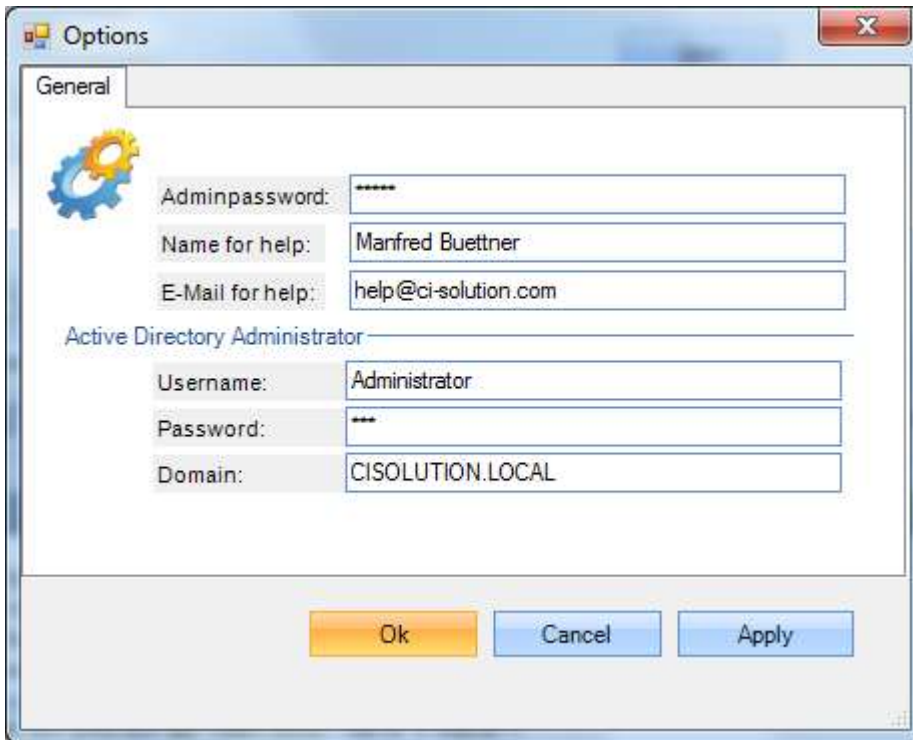 Options
General
Adminpassword: *****
Name for help: Manfred Buettner
E-Mail for help: help@ci-solution.com
Active Directory Administrator
Username: Administrator
Password: ***
Domain: CISOLUTION.LOCAL
Ok Cancel Apply